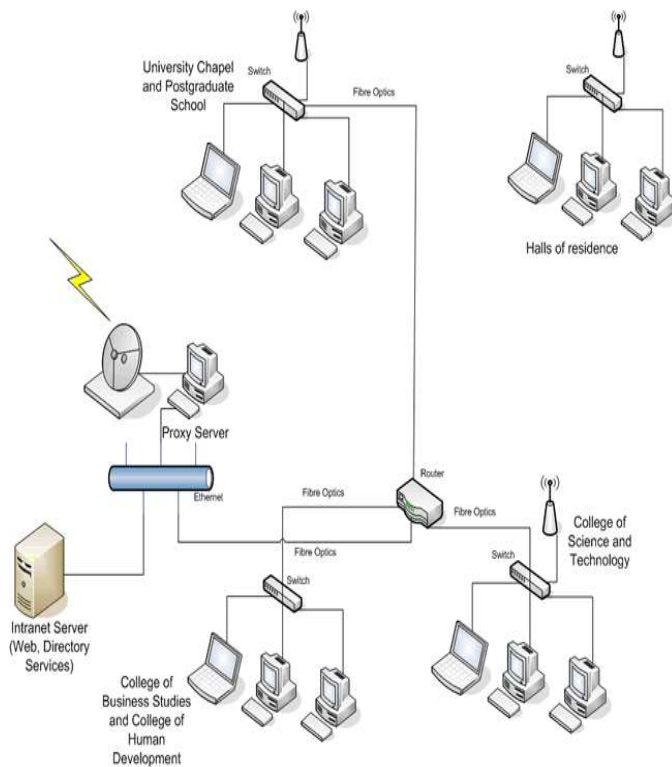 Switch
University Chapel
and Postgraduate
School
Fibre Optics
Switch
Halls of residence
Proxy Server
Ethernet
Router
Fibre Optics
Fibre Optics
College of
Science and
Technology
Fibre Optics
Switch
Switch
Intranet Server
(Web, Directory
Services)
College of
Business Studies
and College of
Human
Development